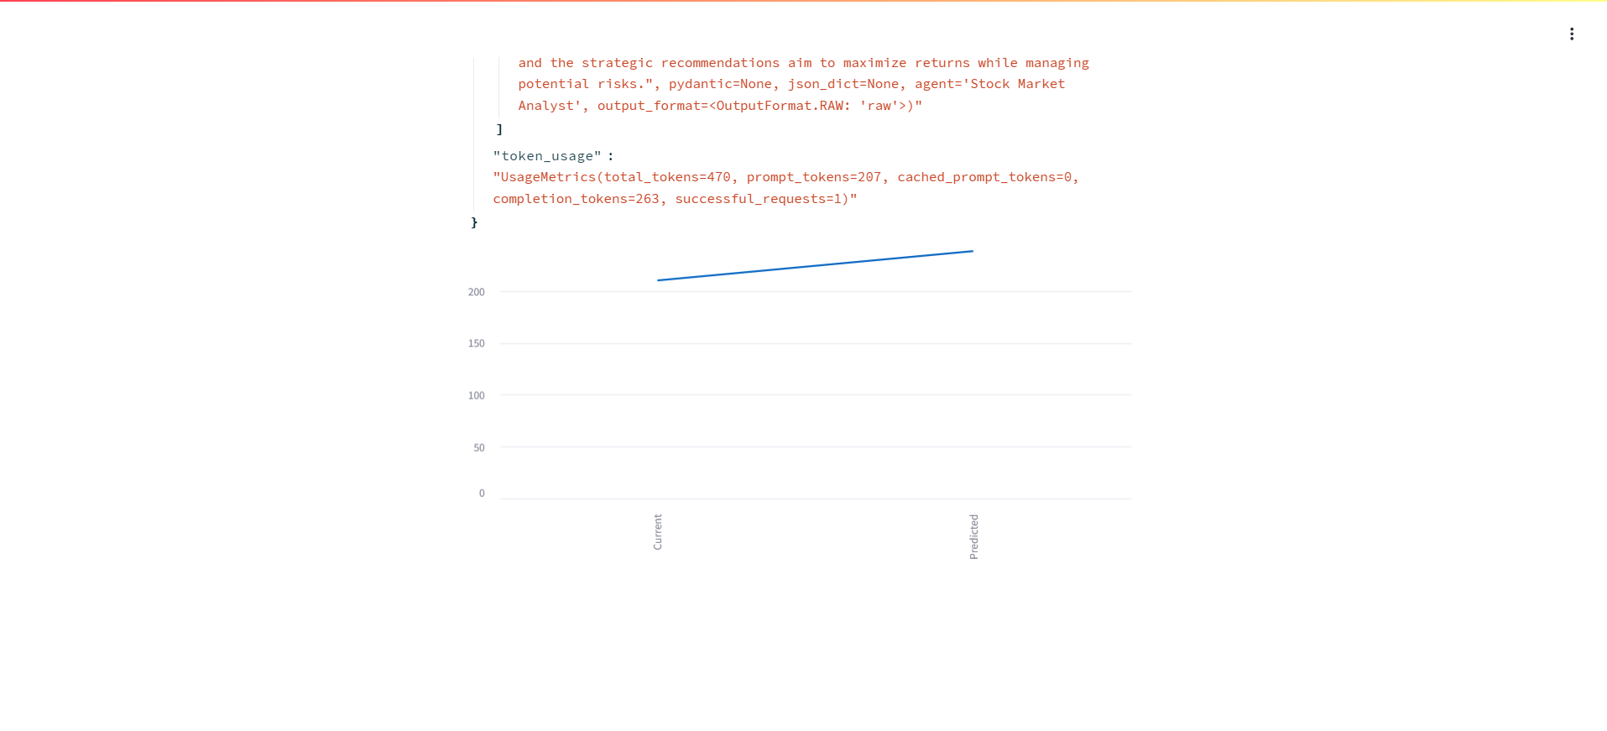 and the strategic recommendations aim to maximize returns while managing
potential risks.", pydantic=None, json_dict=None, agent='Stock Market
Analyst', output_format=<OutputFormat.RAW: 'raw'>)"
]
"token_usage" :
"UsageMetrics(total_tokens=470, prompt_tokens=207, cached_prompt_tokens=0,
completion_tokens=263, successful_requests=1)"
}
200
150
100
50
0
Current
Predicted